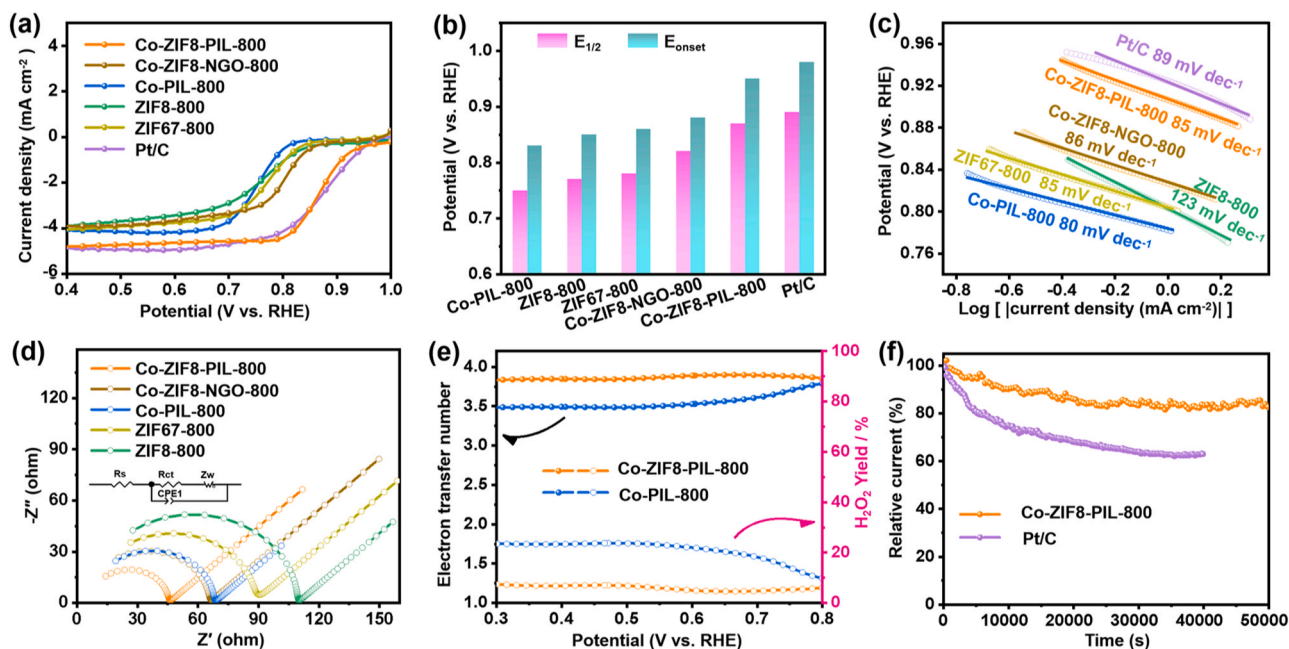 (a)
Co-ZIF8-PIL-800
Co-ZIF8-NGO-800
Co-PIL-800
ZIF8-800
ZIF67-800
Pt/C
Current density (mA cm⁻²)
4
2
0
-2
-4
-6
0.4 0.5 0.6 0.7 0.8 0.9 1.0
Potential (V vs. RHE)
(b)
E₁/₂ Eonset
Potential (V vs. RHE)
1.0
0.9
0.8
0.7
0.6
Co-PIL-800
ZIF8-800
ZIF67-800
Co-ZIF8-NGO-800
Co-ZIF8-PIL-800
Pt/C
(c)
Potential (V vs. RHE)
0.96
0.92
0.88
0.84
0.80
0.76
Pt/C 89 mV dec⁻¹
Co-ZIF8-PIL-800 85 mV dec⁻¹
Co-ZIF8-NGO-800
86 mV dec⁻¹
ZIF67-800 85 mV dec⁻¹
ZIF8-800
123 mV dec⁻¹
Co-PIL-800 80 mV dec⁻¹
-0.8 -0.4 0.0 0.4
Log [ |current density (mA cm⁻²)| ]
(d)
Co-ZIF8-PIL-800
Co-ZIF8-NGO-800
Co-PIL-800
ZIF67-800
ZIF8-800
Rs Rct Zw
CPE1
-Z″ (ohm)
120
90
60
30
0
0 30 60 90 120 150
Z′ (ohm)
(e)
Electron transfer number
4.0
3.5
3.0
2.5
2.0
1.5
1.0
Co-ZIF8-PIL-800
Co-PIL-800
0.3 0.4 0.5 0.6 0.7 0.8
Potential (V vs. RHE)
100
80
60
40
20
0
H₂O₂ Yield / %
(f)
Relative current (%)
100
80
60
40
20
0
Co-ZIF8-PIL-800
Pt/C
0 10000 20000 30000 40000 50000
Time (s)